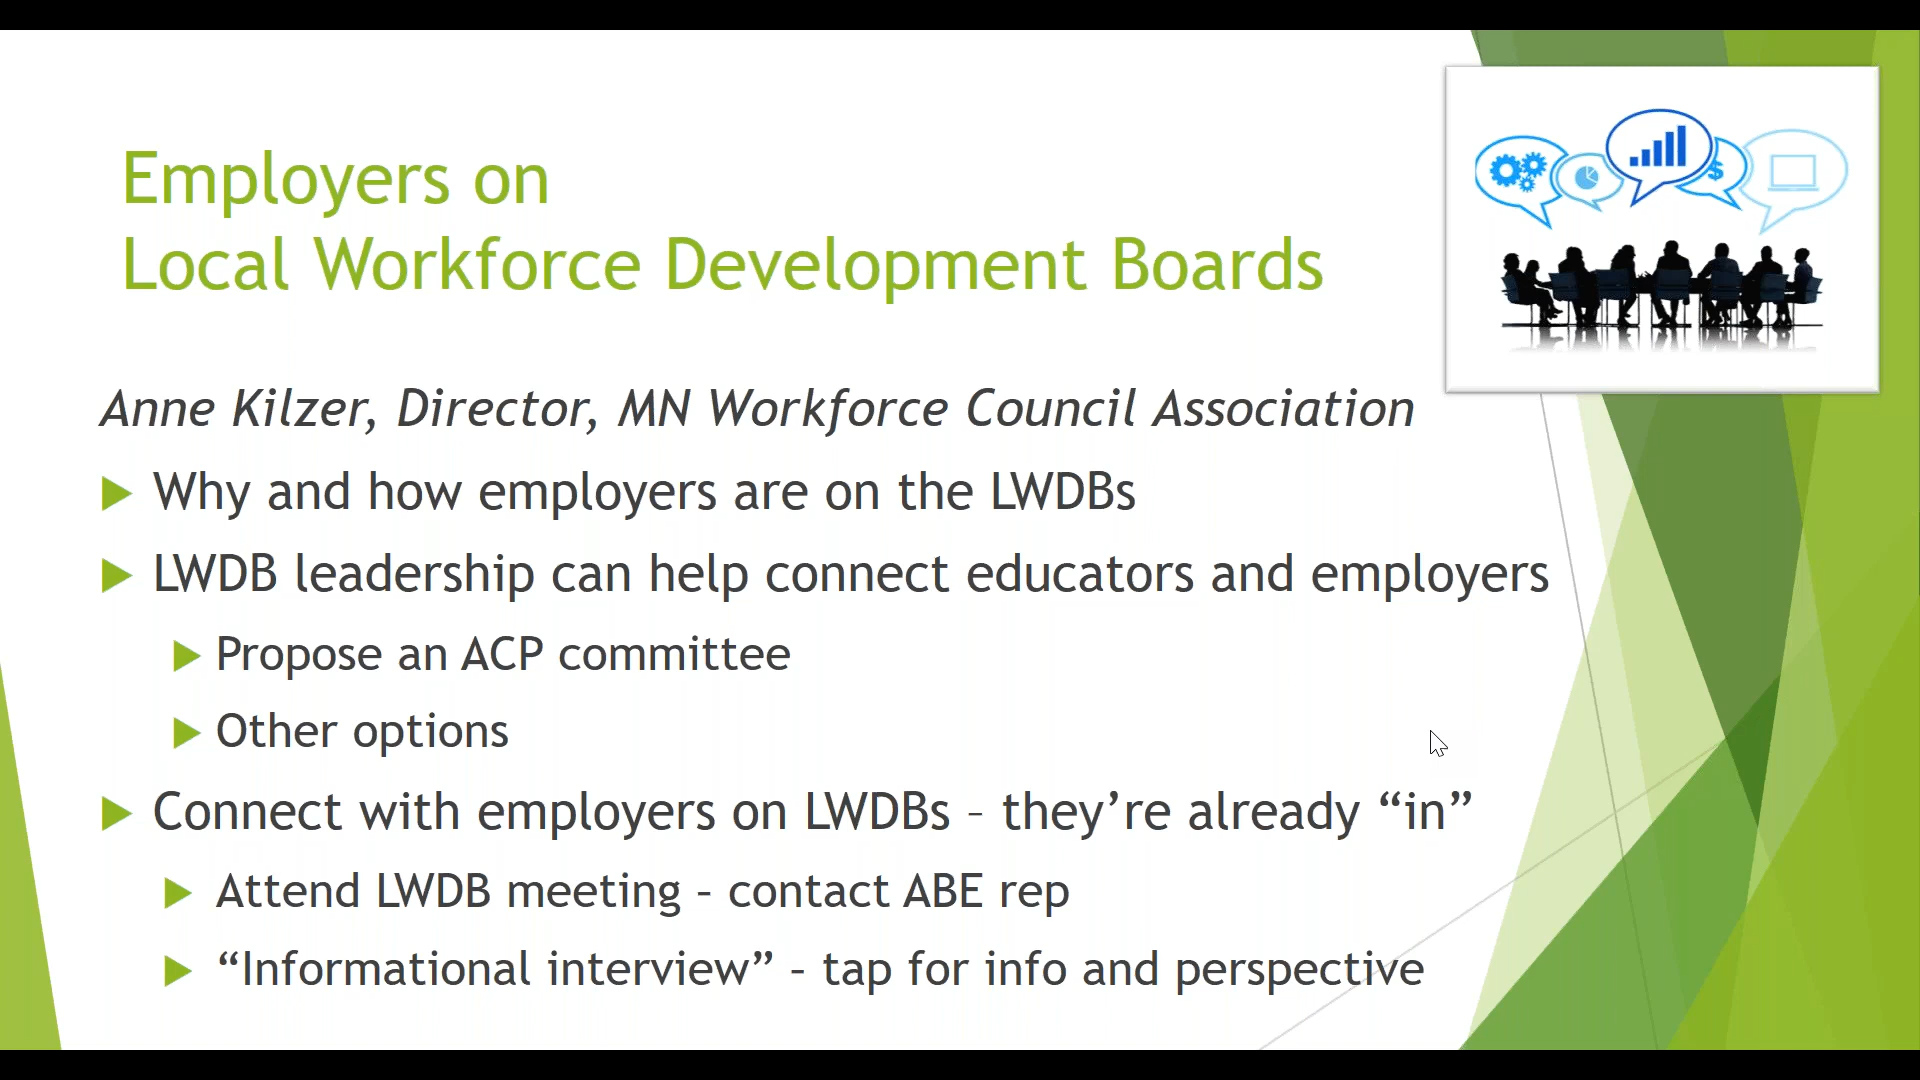 Employers on
Local Workforce Development Boards
Anne Kilzer, Director, MN Workforce Council Association
Why and how employers are on the LWDBs
LWDB leadership can help connect educators and employers
Propose an ACP committee
Other options
Connect with employers on LWDBs – they’re already “in”
Attend LWDB meeting – contact ABE rep
“Informational interview” – tap for info and perspective
$